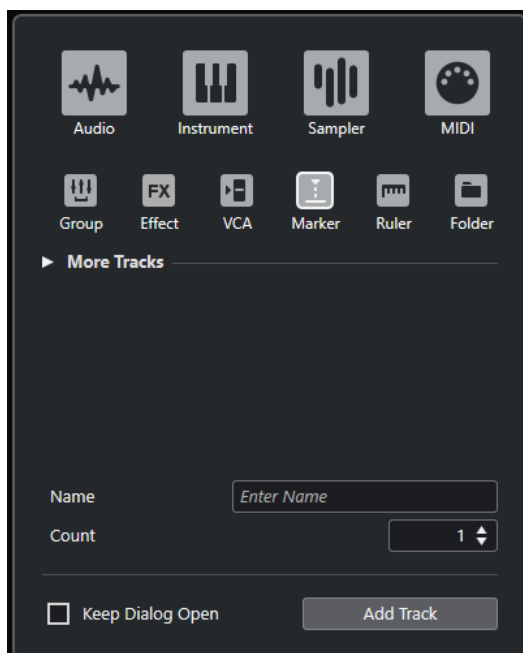 Audio Instrument Sampler MIDI
FX
Group Effect VCA Marker Ruler Folder
More Tracks
Name Enter Name
Count 1
Keep Dialog Open Add Track